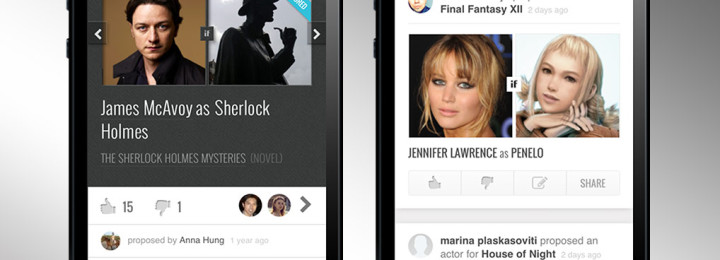 if
James McAvoy as Sherlock
Holmes
THE SHERLOCK HOLMES MYSTERIES (NOVEL)
15
1
proposed by Anna Hung 1 year ago
Final Fantasy XII 2 days ago
if
JENNIFER LAWRENCE as PENELO
SHARE
marina plaskasoviti proposed an
actor for House of Night 2 days ago